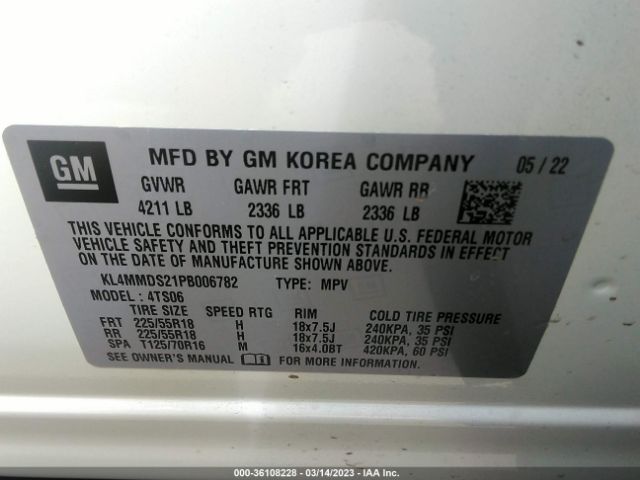 GM MFD BY GM KOREA COMPANY 05 / 22
GVWR GAWR FRT GAWR RR
4211 LB 2336 LB 2336 LB
THIS VEHICLE CONFORMS TO ALL APPLICABLE U.S. FEDERAL MOTOR
VEHICLE SAFETY AND THEFT PREVENTION STANDARDS IN EFFECT
ON THE DATE OF MANUFACTURE SHOWN ABOVE.
KL4MMDS21PB006782 TYPE: MPV
MODEL : 4TS06
TIRE SIZE SPEED RTG RIM COLD TIRE PRESSURE
FRT 225/55R18 H 18x7.5J 240KPA, 35 PSI
RR 225/55R18 H 18x7.5J 240KPA, 35 PSI
SPA T125/70R16 M 16x4.0BT 420KPA, 60 PSI
SEE OWNER'S MANUAL FOR MORE INFORMATION.
000-36108228 - 03/14/2023 - IAA Inc.